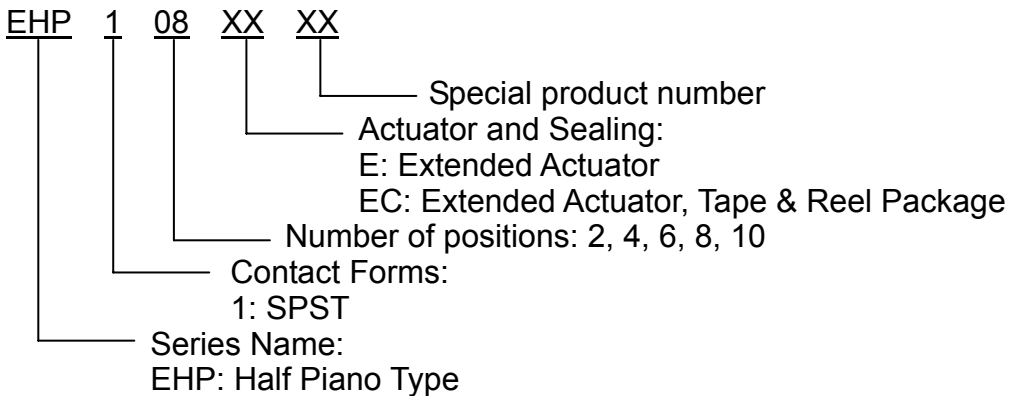 EHP 1 08 XX XX
Special product number
Actuator and Sealing:
E: Extended Actuator
EC: Extended Actuator, Tape & Reel Package
Number of positions: 2, 4, 6, 8, 10
Contact Forms:
1: SPST
Series Name:
EHP: Half Piano Type